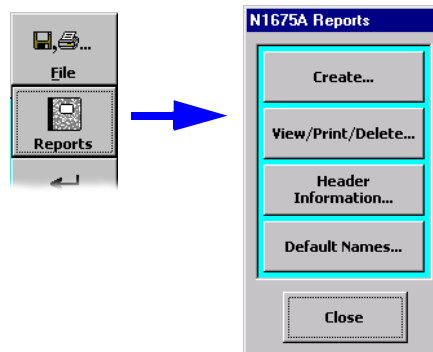 File
Reports
N1675A Reports
Create...
View/Print/Delete...
Header
Information...
Default Names...
Close